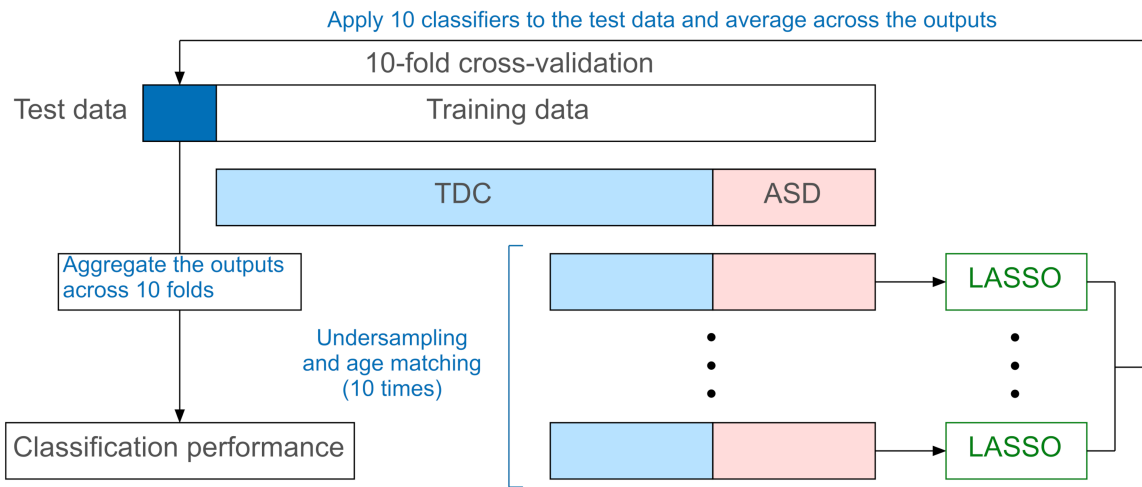 Apply 10 classifiers to the test data and average across the outputs
10-fold cross-validation
Test data
Training data
TDC
ASD
Aggregate the outputs
across 10 folds
LASSO
Undersampling
and age matching
(10 times)
Classification performance
LASSO